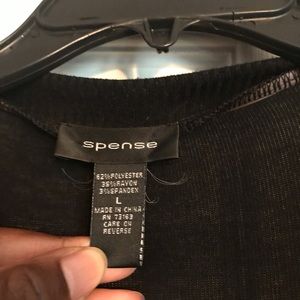 spense
62%POLYESTER
35%RAYON
3%SPANDEX
L
MADE IN CHINA
RN 73163
CARE ON
REVERSE